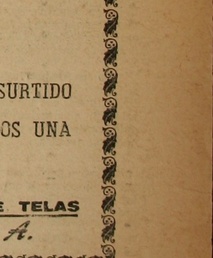 SURTIDO
OS UNA
E TELAS
A.